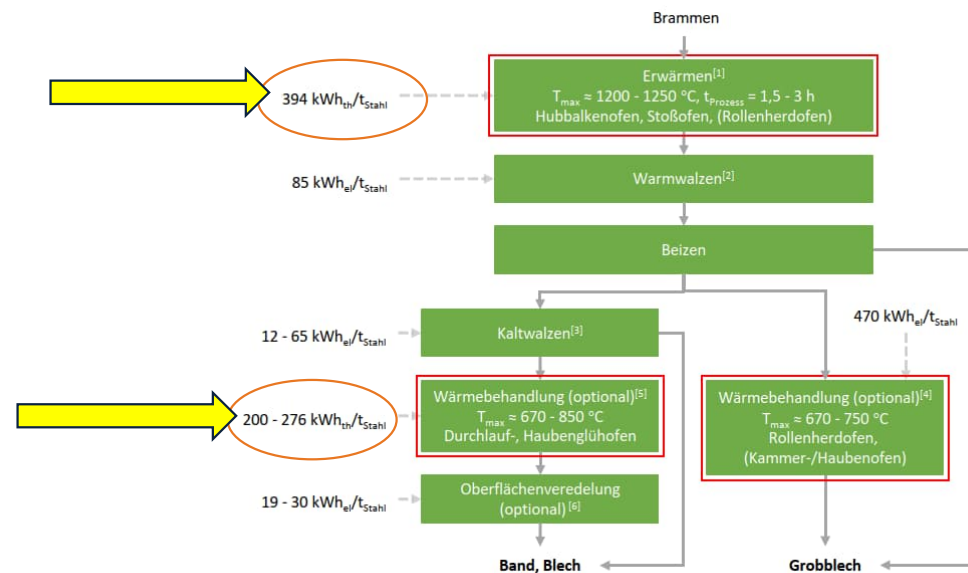 Brammen
394 kWhth/tStahl
Erwärmen[1]
Tmax ≈ 1200 - 1250 °C, tProzess = 1,5 - 3 h
Hubbalkenofen, Stoßofen, (Rollenherdofen)
85 kWhel/tStahl
Warmwalzen[2]
Beizen
12 - 65 kWhel/tStahl
Kaltwalzen[3]
470 kWhel/tStahl
200 - 276 kWhth/tStahl
Wärmebehandlung (optional)[5]
Tmax ≈ 670 - 850 °C
Durchlauf-, Haubenglühofen
Wärmebehandlung (optional)[4]
Tmax ≈ 670 - 750 °C
Rollenherdofen,
(Kammer-/Haubenofen)
19 - 30 kWhel/tStahl
Oberflächenveredelung
(optional)[6]
Band, Blech
Grobblech